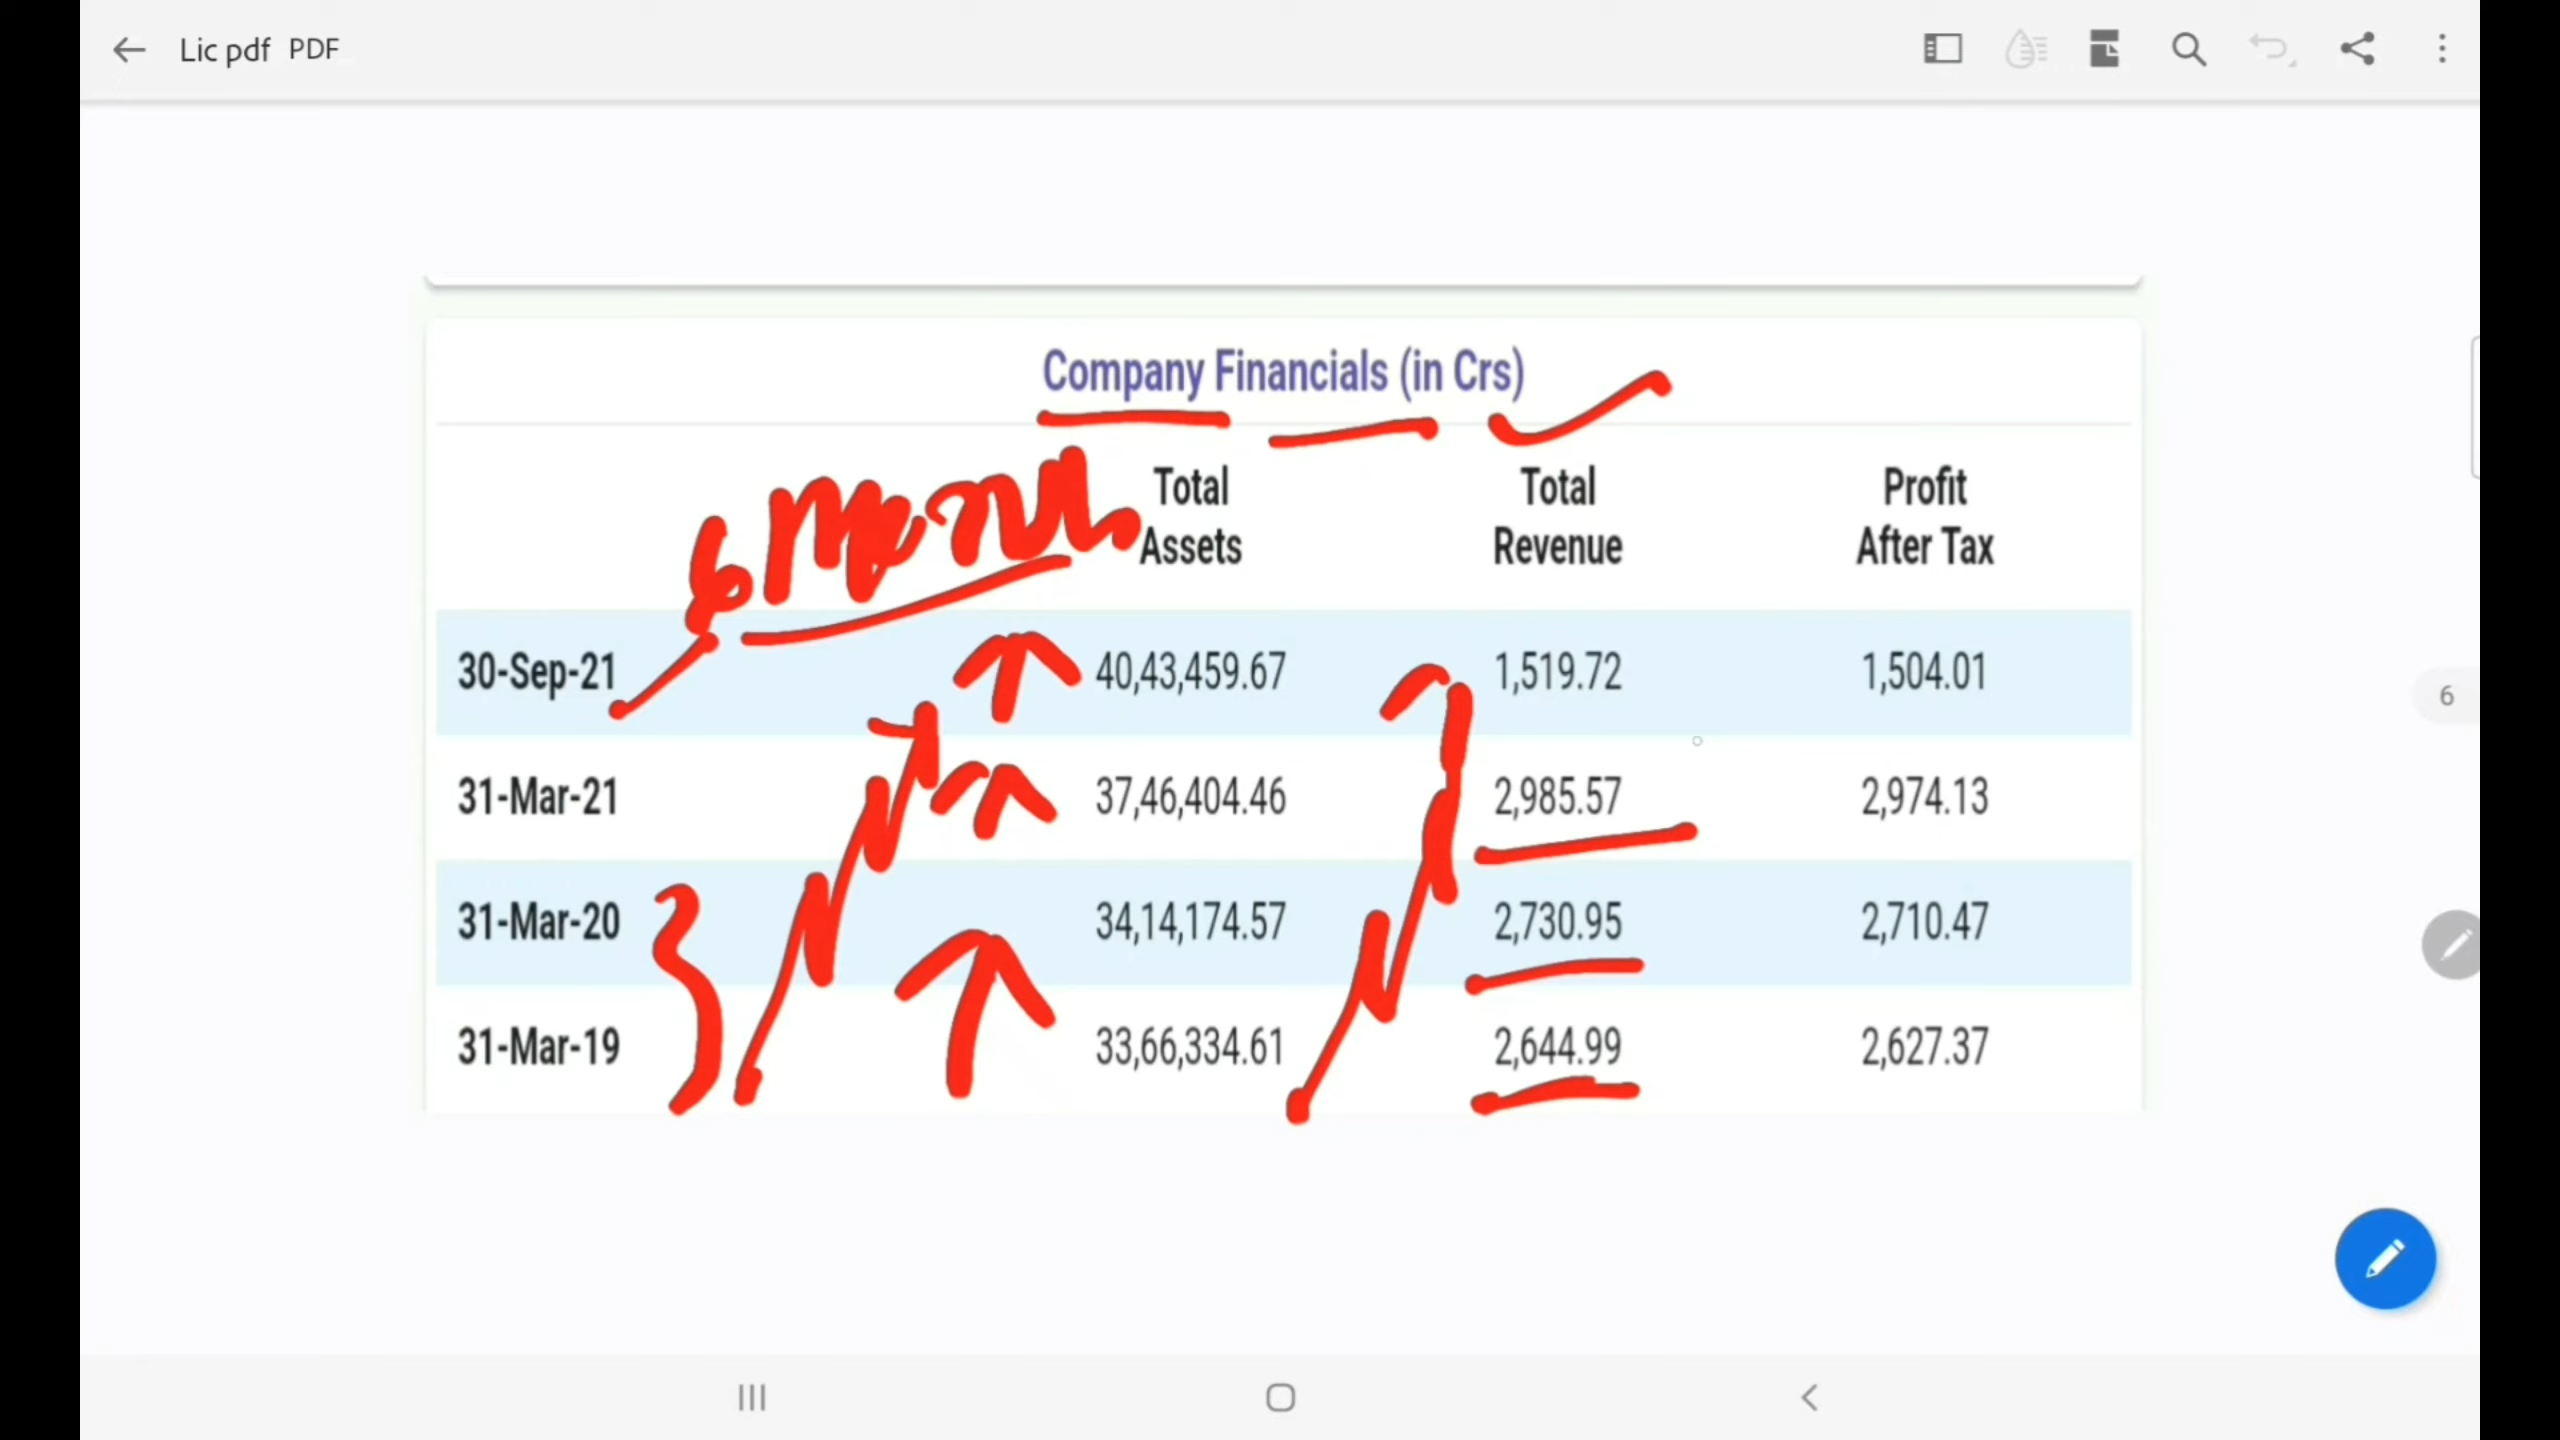 Lic pdf PDF
Company Financials (in Crs)
6 Month
Total Assets
Total Revenue
Profit After Tax
30-Sep-21 40,43,459.67 1,519.72 1,504.01
31-Mar-21 37,46,404.46 2,985.57 2,974.13
31-Mar-20 34,14,174.57 2,730.95 2,710.47
31-Mar-19 33,66,334.61 2,644.99 2,627.37
6